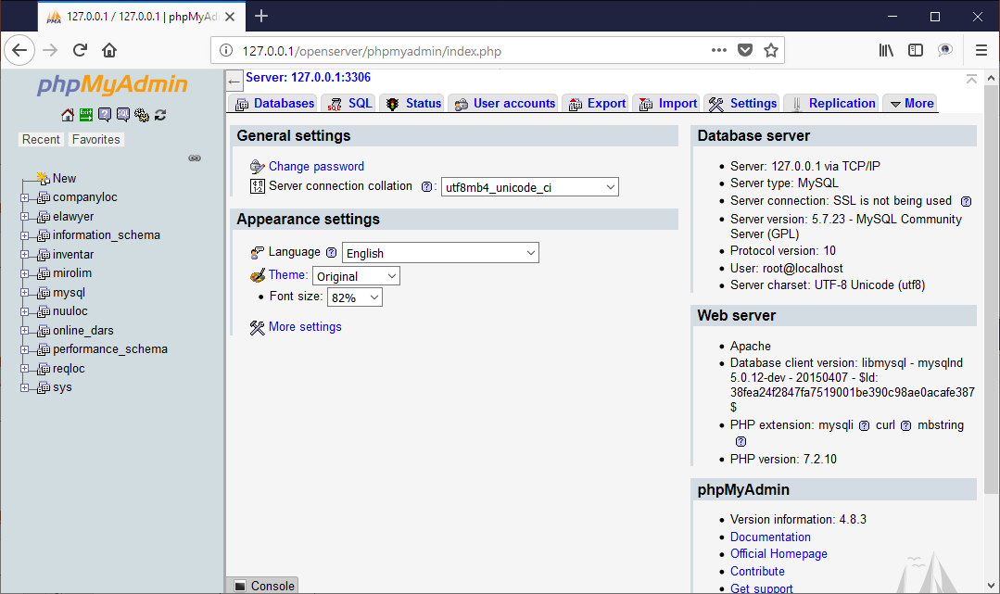 127.0.0.1 / 127.0.0.1 | phpMyAd
127.0.0.1/openserver/phpmyadmin/index.php
phpMyAdmin
Recent
Favorites
New
companyloc
elawyer
information_schema
inventar
mirolim
mysql
nuuloc
online_dars
performance_schema
reqloc
sys
Server: 127.0.0.1:3306
Databases SQL Status User accounts Export Import Settings Replication More
General settings
Change password
Server connection collation : utf8mb4_unicode_ci
Appearance settings
Language English
Theme: Original
Font size: 82%
More settings
Database server
Server: 127.0.0.1 via TCP/IP
Server type: MySQL
Server connection: SSL is not being used
Server version: 5.7.23 - MySQL Community
Server (GPL)
Protocol version: 10
User: root@localhost
Server charset: UTF-8 Unicode (utf8)
Web server
Apache
Database client version: libmysql - mysqlnd
5.0.12-dev - 20150407 - $Id:
38fea24f2847fa7519001be390c98ae0acafe387
$
PHP extension: mysqli curl mbstring
PHP version: 7.2.10
phpMyAdmin
Version information: 4.8.3
Documentation
Official Homepage
Contribute
Get support
Console